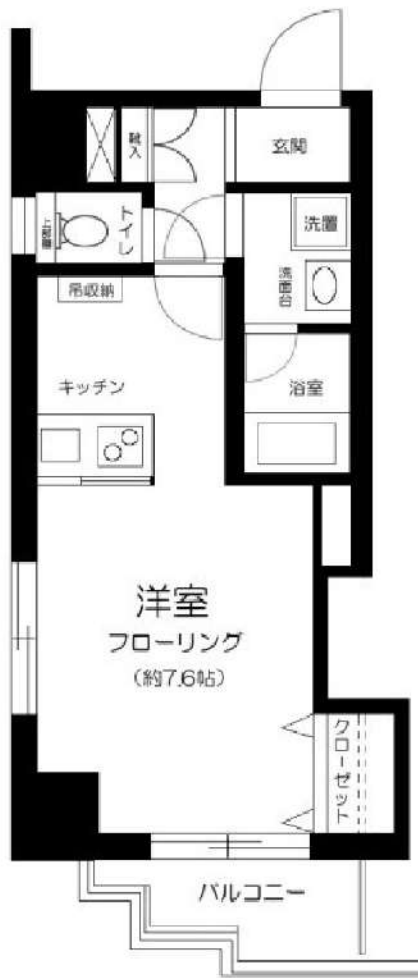 靴入
玄関
トイレ
上部棚
洗置
洗面台
吊収納
キッチン
浴室
洋室
フローリング
（約7.6帖）
クローゼット
バルコニー